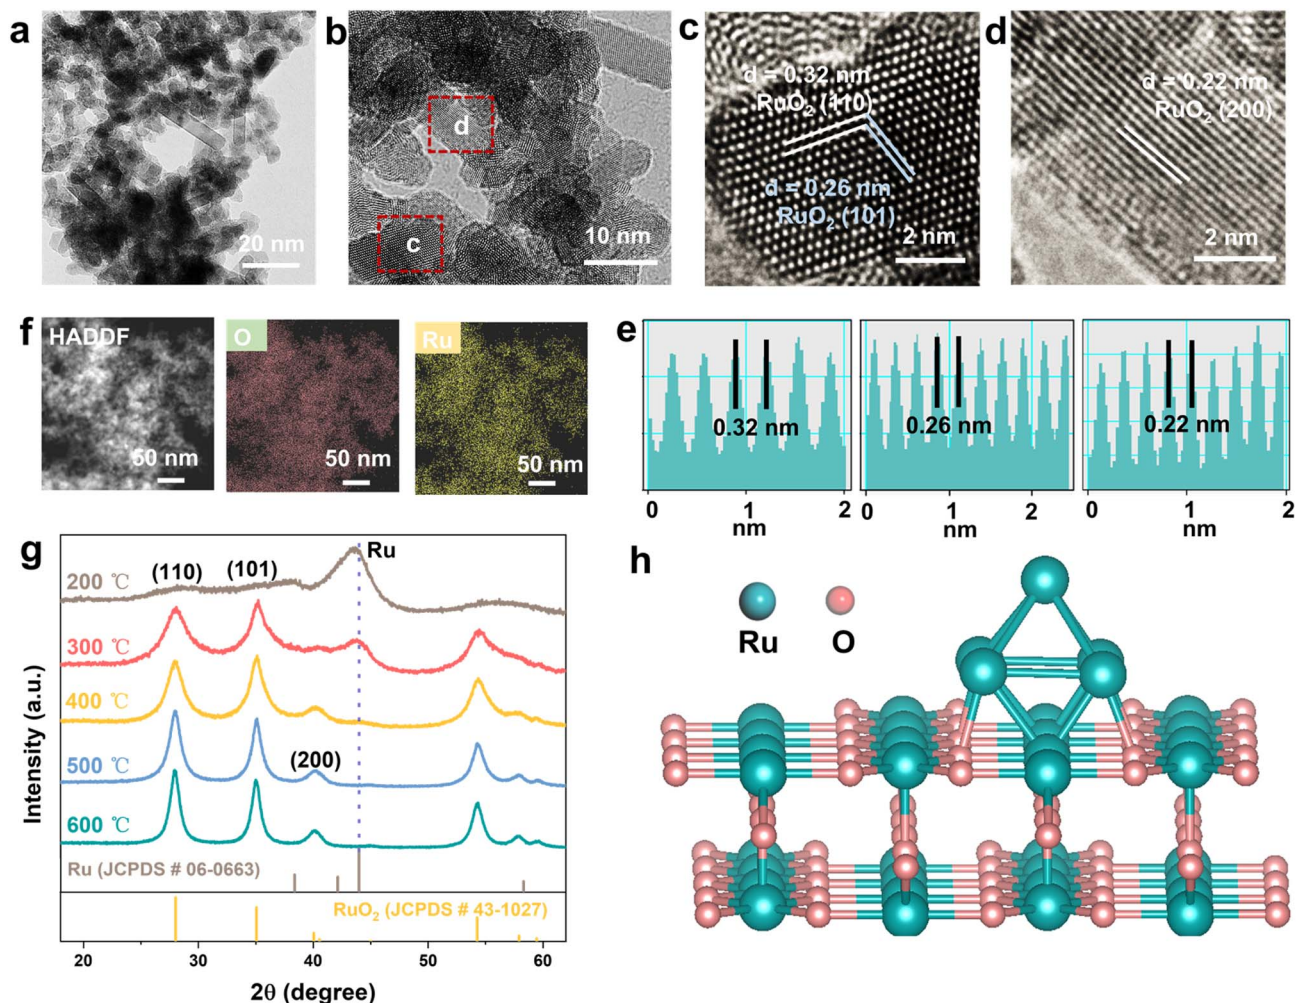 a
20 nm
b
d
c
10 nm
c
d = 0.32 nm
RuO₂ (110)
d = 0.26 nm
RuO₂ (101)
2 nm
d
d = 0.22 nm
RuO₂ (200)
2 nm
f
HADDF
50 nm
O
50 nm
Ru
50 nm
e
0.32 nm
0 1 2
nm
0.26 nm
0 1 2
nm
0.22 nm
0 1 2
nm
g
Ru
200 ℃
(110)
(101)
300 ℃
400 ℃
500 ℃
(200)
600 ℃
Ru (JCPDS # 06-0663)
RuO₂ (JCPDS # 43-1027)
20 30 40 50 60
2θ (degree)
Intensity (a.u.)
h
Ru O